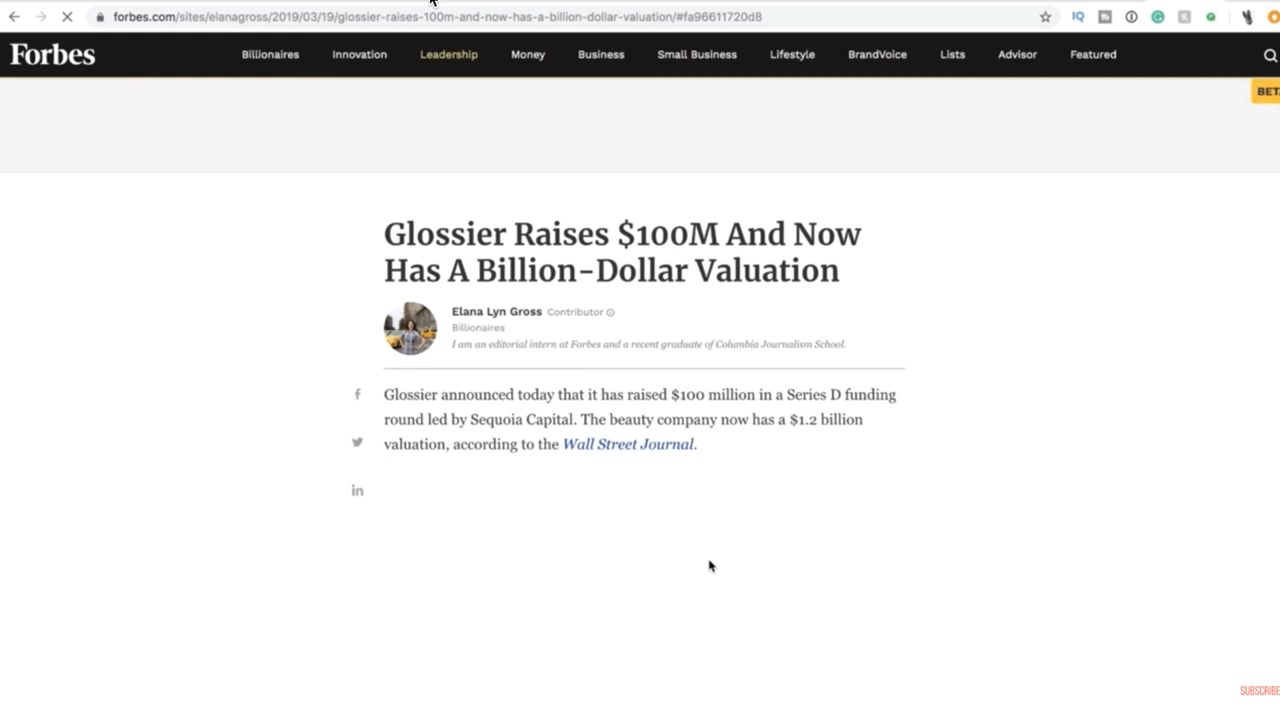 forbes.com/sites/elanagross/2019/03/19/glossier-raises-100m-and-now-has-a-billion-dollar-valuation/#fa96611720d8
IQ
Forbes
Billionaires Innovation Leadership Money Business Small Business Lifestyle BrandVoice Lists Advisor Featured
BET
Glossier Raises $100M And Now
Has A Billion-Dollar Valuation
Elana Lyn Gross Contributor
Billionaires
I am an editorial intern at Forbes and a recent graduate of Columbia Journalism School.
Glossier announced today that it has raised $100 million in a Series D funding
round led by Sequoia Capital. The beauty company now has a $1.2 billion
valuation, according to the Wall Street Journal.
SUBSCRIBE